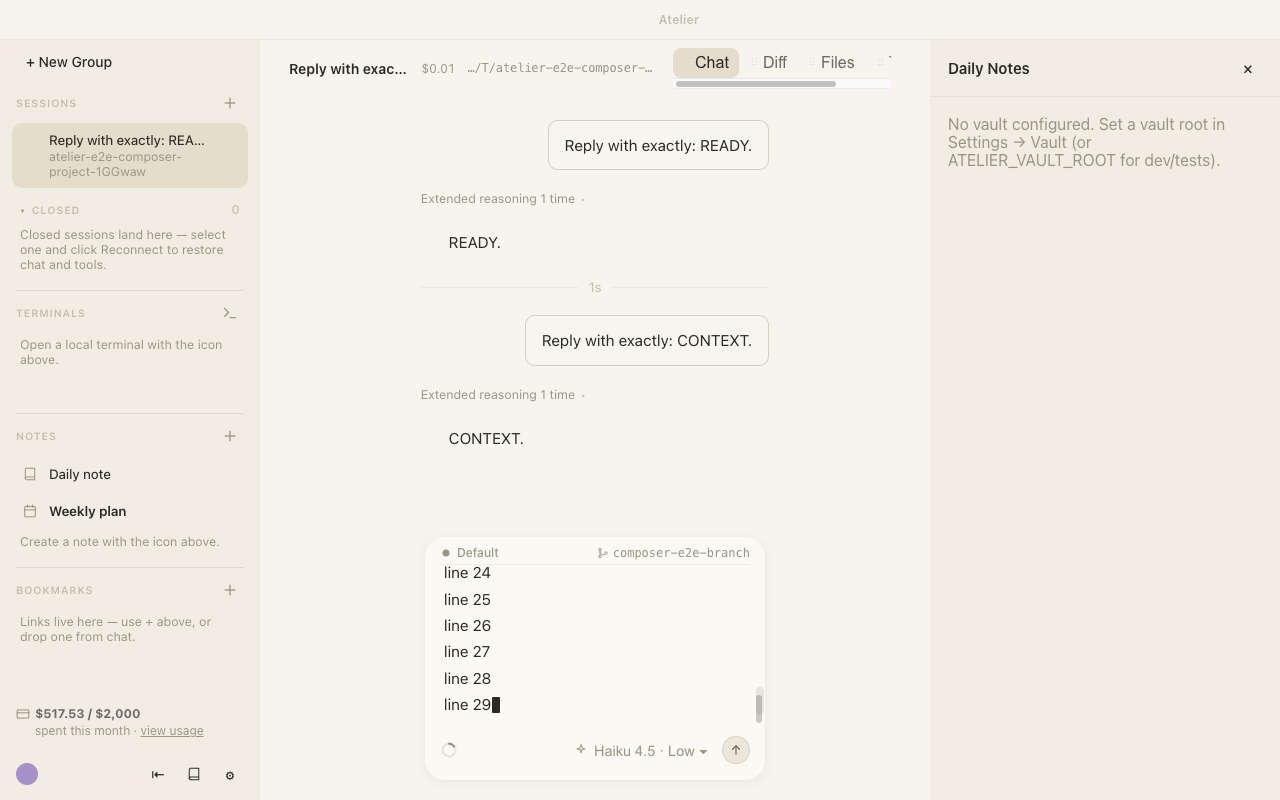 Atelier
+ New Group
SESSIONS
Reply with exactly: REA...
atelier-e2e-composer-
project-1GGwaw
CLOSED
0
Closed sessions land here — select
one and click Reconnect to restore
chat and tools.
TERMINALS
Open a local terminal with the icon
above.
NOTES
Daily note
Weekly plan
Create a note with the icon above.
BOOKMARKS
Links live here — use + above, or
drop one from chat.
$517.53 / $2,000
spent this month · view usage
Reply with exac...
$0.01
…/T/atelier-e2e-composer-…
Chat
Diff
Files
Reply with exactly: READY.
Extended reasoning 1 time
READY.
1s
Reply with exactly: CONTEXT.
Extended reasoning 1 time
CONTEXT.
Default
composer-e2e-branch
line 24
line 25
line 26
line 27
line 28
line 29
Haiku 4.5 · Low
Daily Notes
No vault configured. Set a vault root in
Settings → Vault (or
ATELIER_VAULT_ROOT for dev/tests).